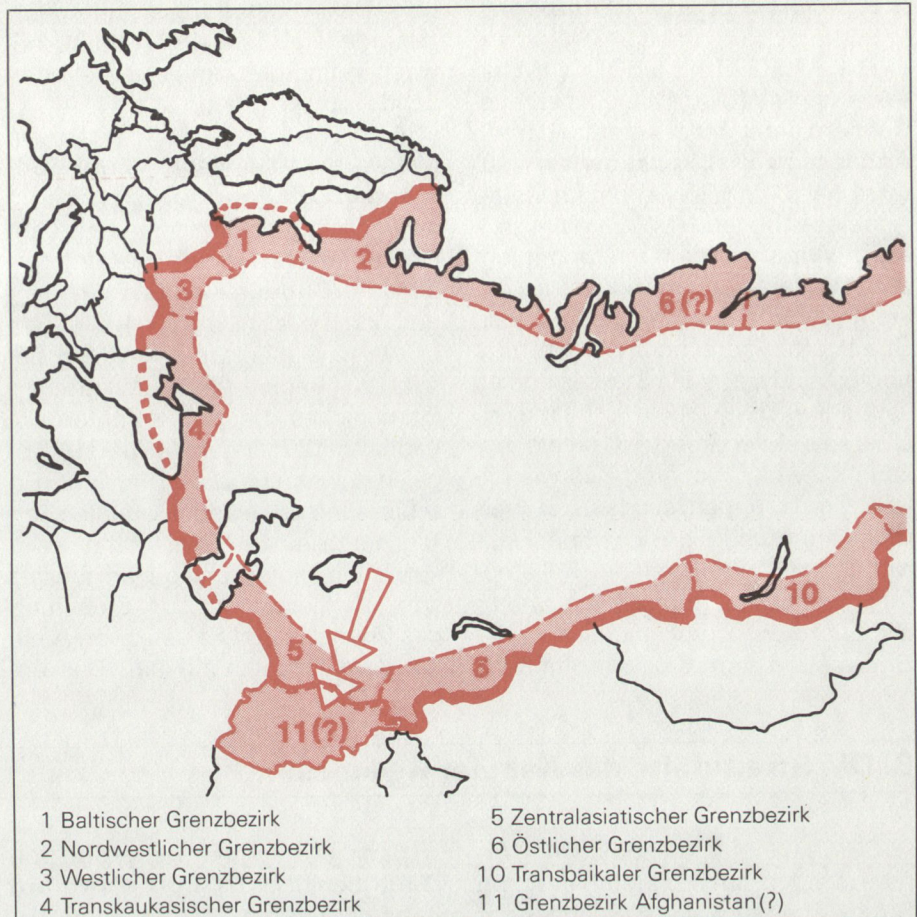 1
2
3
6 (?)
4
5
6
10
11 (?)
1 Baltischer Grenzbezirk
2 Nordwestlicher Grenzbezirk
3 Westlicher Grenzbezirk
4 Transkaukasischer Grenzbezirk
5 Zentralasiatischer Grenzbezirk
6 Östlicher Grenzbezirk
10 Transbaikaler Grenzbezirk
11 Grenzbezirk Afghanistan (?)